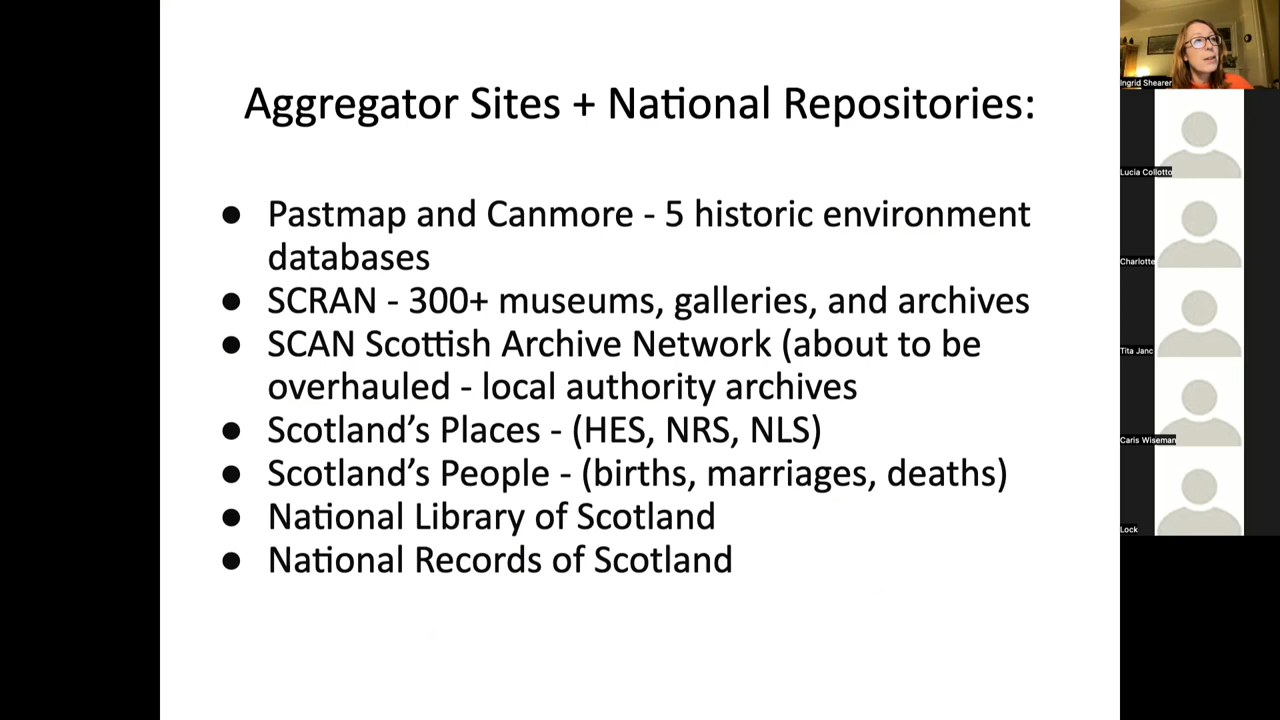 Aggregator Sites + National Repositories:
● Pastmap and Canmore - 5 historic environment
databases
● SCRAN - 300+ museums, galleries, and archives
● SCAN Scottish Archive Network (about to be
overhauled - local authority archives
● Scotland's Places - (HES, NRS, NLS)
● Scotland's People - (births, marriages, deaths)
● National Library of Scotland
● National Records of Scotland
Ingrid Shearer
Lucia Collotto
Charlotte
Tita Janc
Caris Wiseman
Lock